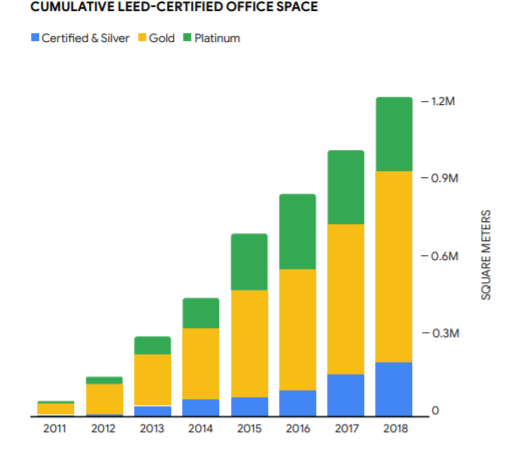 CUMULATIVE LEED-CERTIFIED OFFICE SPACE
Certified & Silver Gold Platinum
1.2M
0.9M
0.6M
0.3M
0
SQUARE METERS
2011 2012 2013 2014 2015 2016 2017 2018